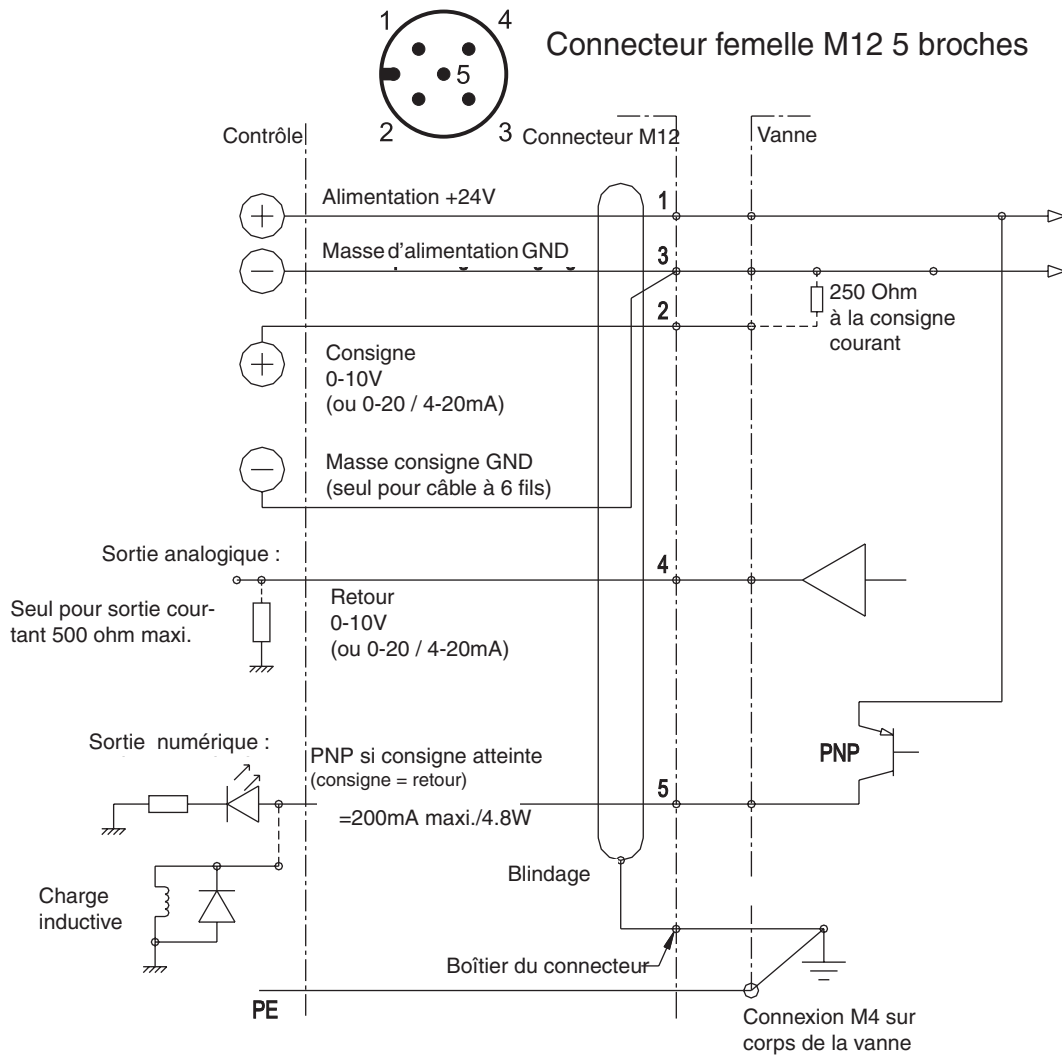 1
4
Connecteur femelle M12 5 broches
5
2
3
Contrôle
Connecteur M12
Vanne
Alimentation +24V
1
Masse d'alimentation GND
3
250 Ohm
à la consigne
courant
2
Consigne
0-10V
(ou 0-20 / 4-20mA)
Masse consigne GND
(seul pour câble à 6 fils)
Sortie analogique :
4
Seul pour sortie cour-
tant 500 ohm maxi.
Retour
0-10V
(ou 0-20 / 4-20mA)
Sortie numérique :
PNP si consigne atteinte
(consigne = retour)
PNP
5
=200mA maxi./4.8W
Blindage
Charge
inductive
Boîtier du connecteur
PE
Connexion M4 sur
corps de la vanne